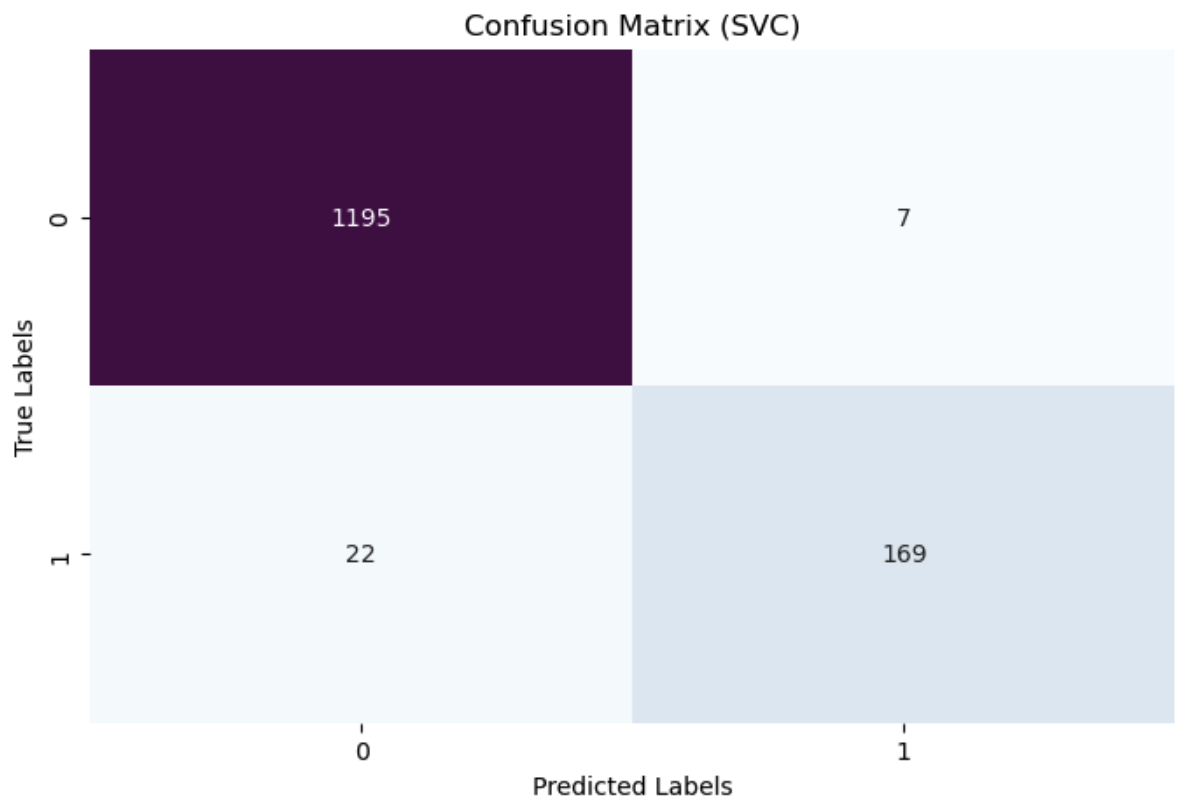 Confusion Matrix (SVC)
True Labels
0
1195
7
1
22
169
0
1
Predicted Labels